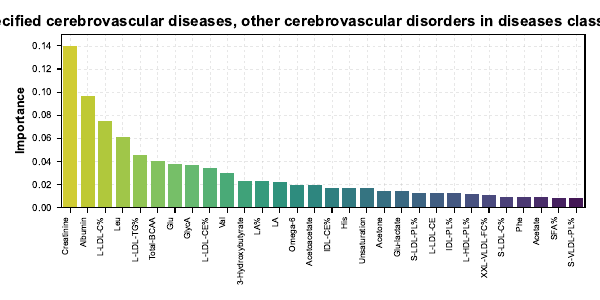 ecified cerebrovascular diseases, other cerebrovascular disorders in diseases clas
Importance
0.14
0.12
0.10
0.08
0.06
0.04
0.02
0.00
Creatinine
Albumin
L-LDL-C%
Leu
L-LDL-TG%
Total-BCAA
Glu
GlycA
L-LDL-CE%
Val
3-Hydroxybutyrate
LA%
LA
Omega-6
Acetoacetate
IDL-CE%
His
Unsaturation
Acetone
Glu-lactate
S-LDL-PL%
L-LDL-CE
IDL-PL%
L-HDL-PL%
XXL-VLDL-FC%
S-LDL-C%
Phe
Acetate
SFA%
S-VLDL-PL%